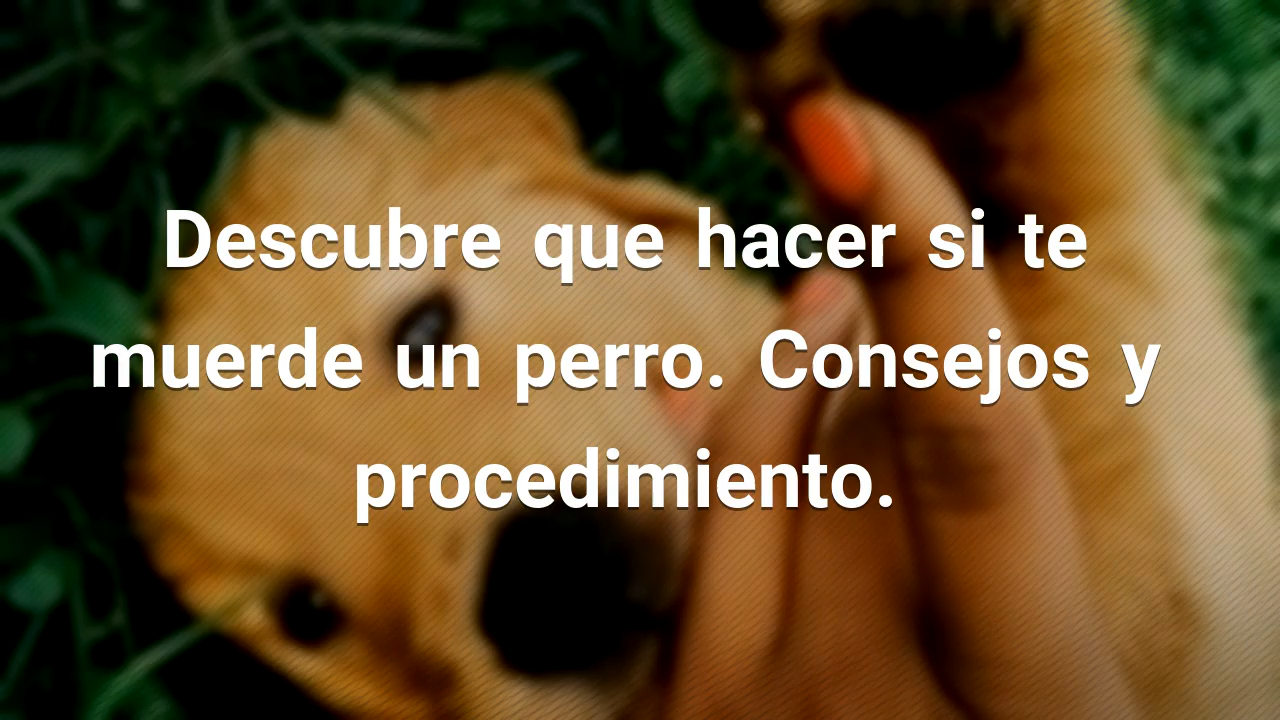 Descubre que hacer si te
muerde un perro. Consejos y
procedimiento.